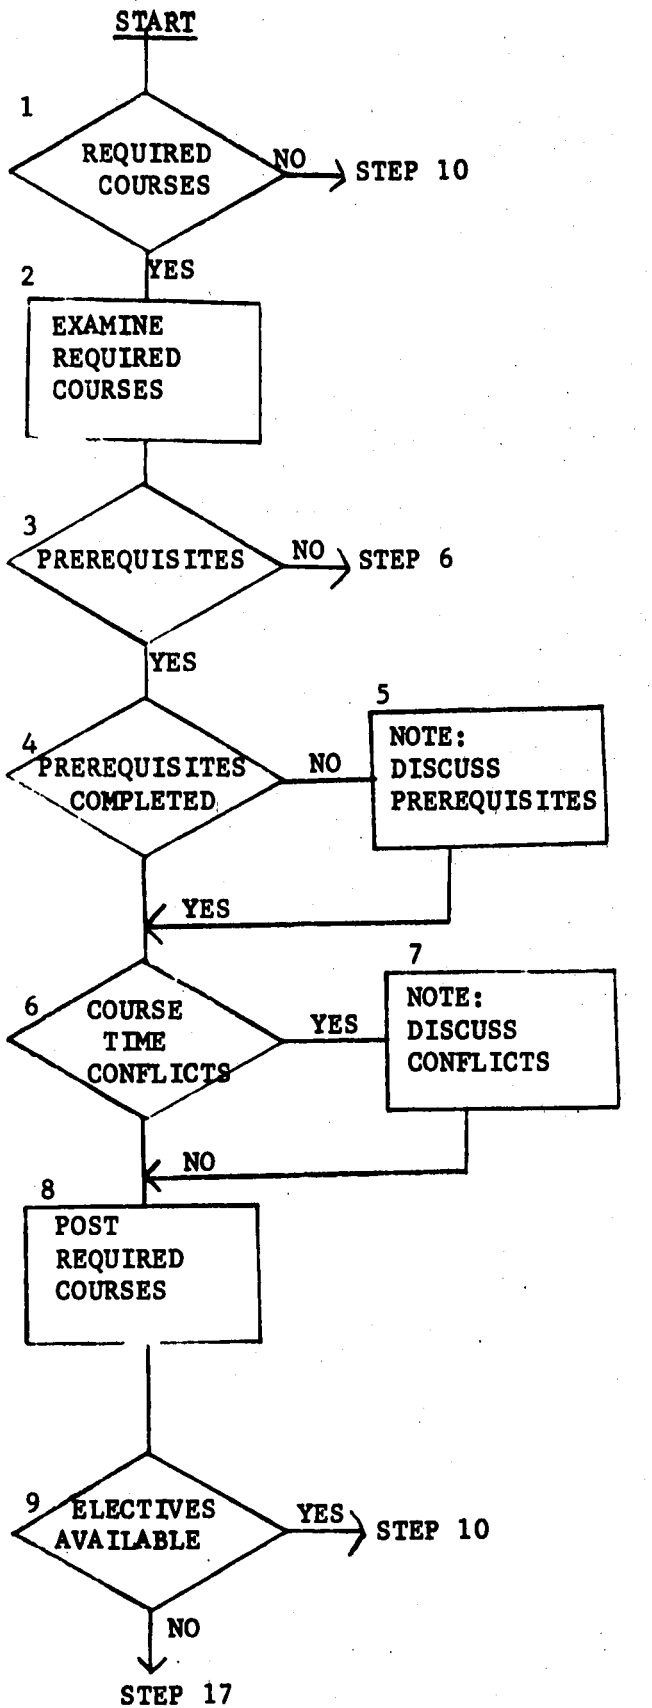 START
1
REQUIRED
COURSES
NO
STEP 10
YES
2
EXAMINE
REQUIRED
COURSES
3
PREREQUISITES
NO
STEP 6
YES
4
PREREQUISITES
COMPLETED
NO
5
NOTE:
DISCUSS
PREREQUISITES
YES
6
COURSE
TIME
CONFLICTS
YES
7
NOTE:
DISCUSS
CONFLICTS
NO
8
POST
REQUIRED
COURSES
9
ELECTIVES
AVAILABLE
YES
STEP 10
NO
STEP 17